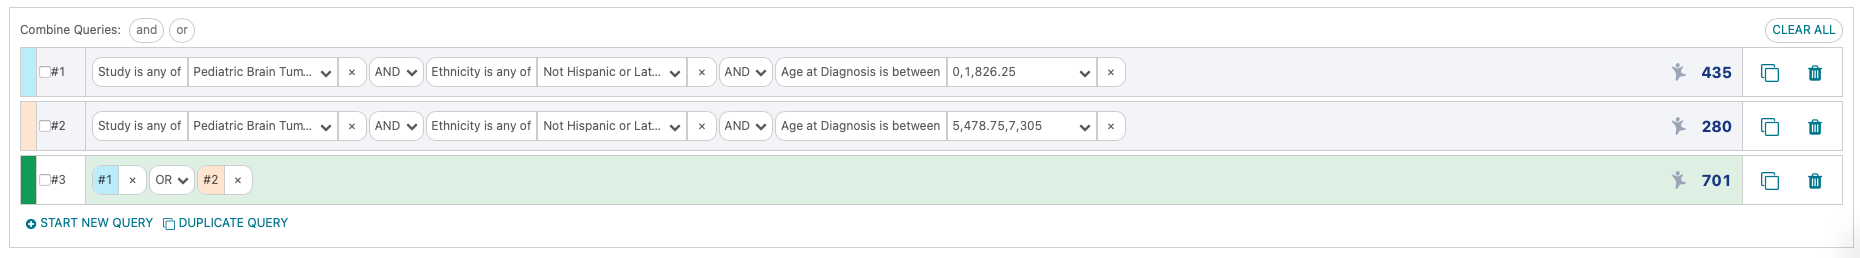 Combine Queries: and or CLEAR ALL
#1 Study is any of Pediatric Brain Tum... × AND Ethnicity is any of Not Hispanic or Lat... × AND Age at Diagnosis is between 0,1,826.25 × 435
#2 Study is any of Pediatric Brain Tum... × AND Ethnicity is any of Not Hispanic or Lat... × AND Age at Diagnosis is between 5,478.75,7,305 × 280
#3 #1 × OR #2 × 701
START NEW QUERY DUPLICATE QUERY